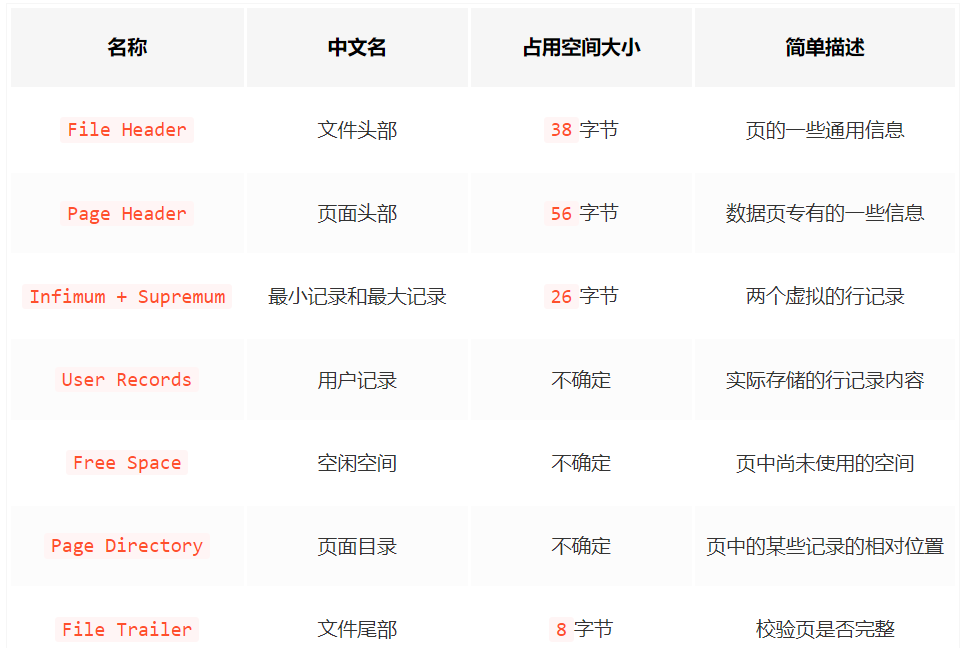 名称 中文名 占用空间大小 简单描述
File Header 文件头部 38 字节 页的一些通用信息
Page Header 页面头部 56 字节 数据页专有的一些信息
Infimum + Supremum 最小记录和最大记录 26 字节 两个虚拟的行记录
User Records 用户记录 不确定 实际存储的行记录内容
Free Space 空闲空间 不确定 页中尚未使用的空间
Page Directory 页面目录 不确定 页中的某些记录的相对位置
File Trailer 文件尾部 8 字节 校验页是否完整